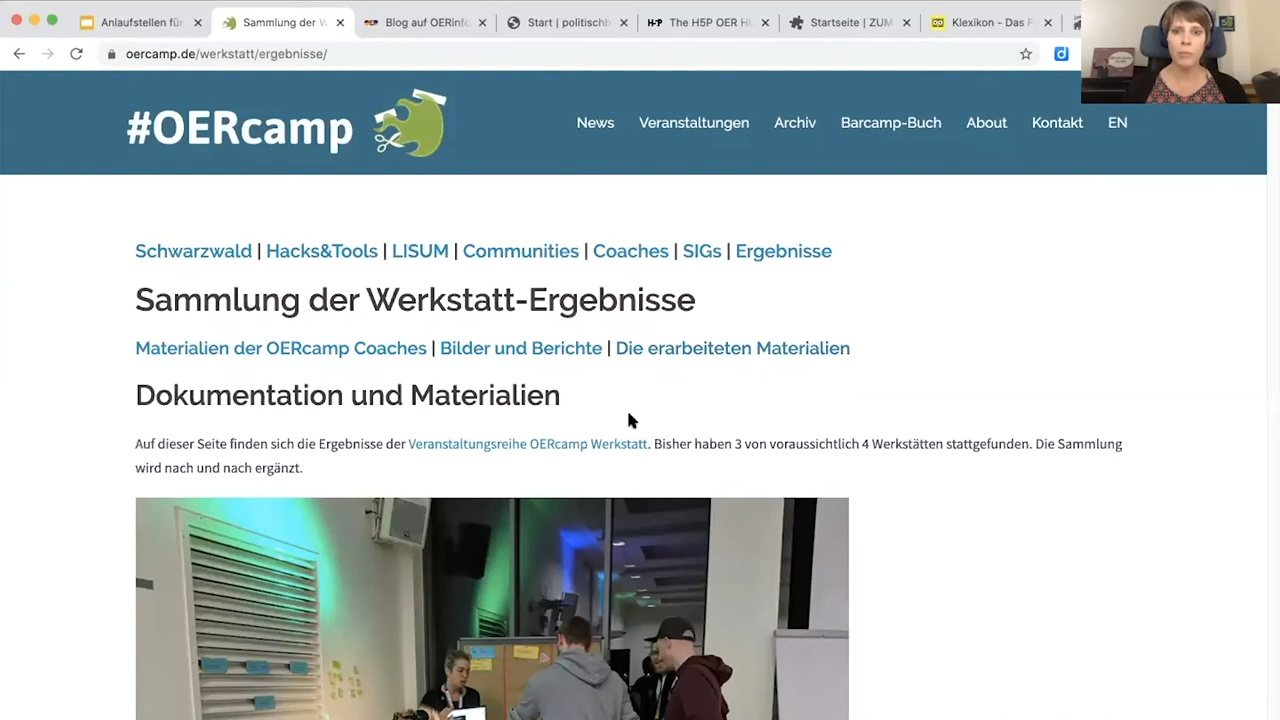 Anlaufstellen für
Sammlung der W
Blog auf OERinfo
Start | politischb
H-P The H5P OER HU
Startseite | ZUM
Klexikon - Das F
oercamp.de/werkstatt/ergebnisse/
#OERcamp
News Veranstaltungen Archiv Barcamp-Buch About Kontakt EN
Schwarzwald | Hacks&Tools | LISUM | Communities | Coaches | SIGs | Ergebnisse
Sammlung der Werkstatt-Ergebnisse
Materialien der OERcamp Coaches | Bilder und Berichte | Die erarbeiteten Materialien
Dokumentation und Materialien
Auf dieser Seite finden sich die Ergebnisse der Veranstaltungsreihe OERcamp Werkstatt. Bisher haben 3 von voraussichtlich 4 Werkstätten stattgefunden. Die Sammlung
wird nach und nach ergänzt.